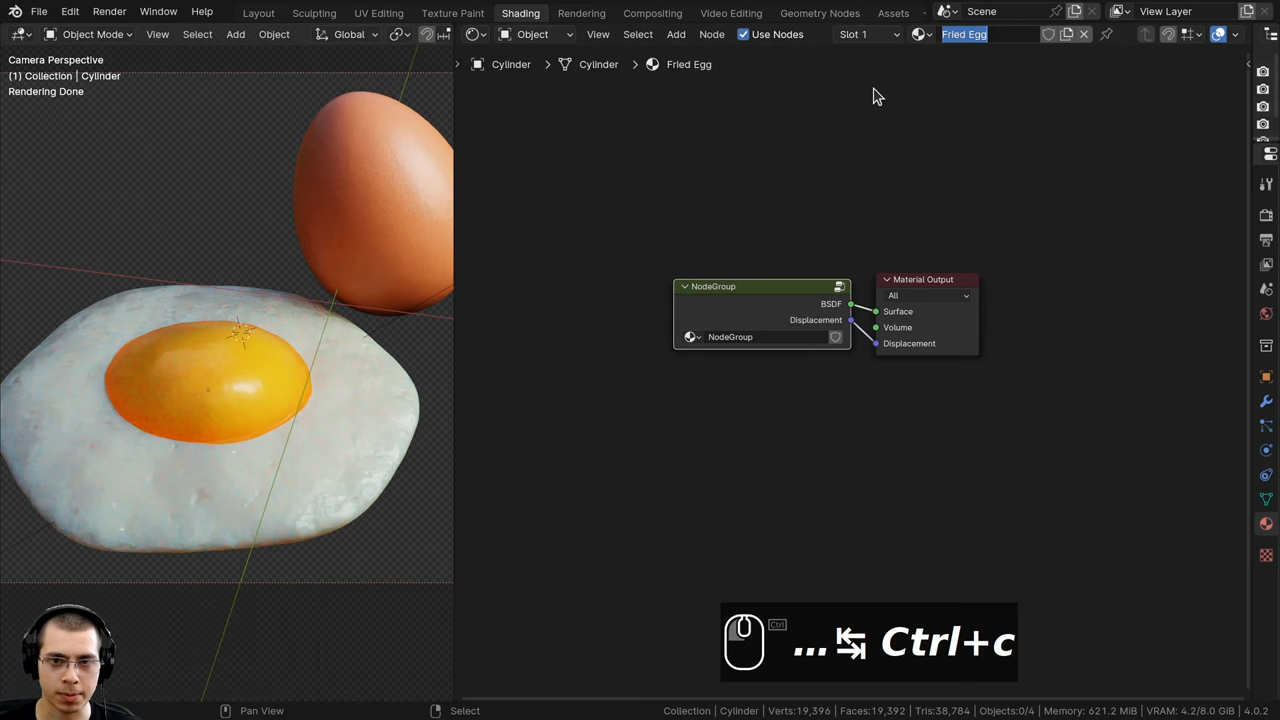 File Edit Render Window Help Layout Sculpting UV Editing Texture Paint Shading Rendering Compositing Video Editing Geometry Nodes Assets Scene View Layer
Object Mode View Select Add Object Global Object View Select Add Node Use Nodes Slot 1 Fried Egg
Camera Perspective
(1) Collection | Cylinder
Rendering Done
Cylinder > Cylinder > Fried Egg
NodeGroup
BSDF
Displacement
NodeGroup
Material Output
All
Surface
Volume
Displacement
Ctrl
... Ctrl+c
Pan View Select Collection | Cylinder | Verts:19,396 | Faces:19,392 | Tris:38,784 | Objects:0/4 | Memory: 621.2 MiB | VRAM: 4.2/8.0 GiB | 4.0.2